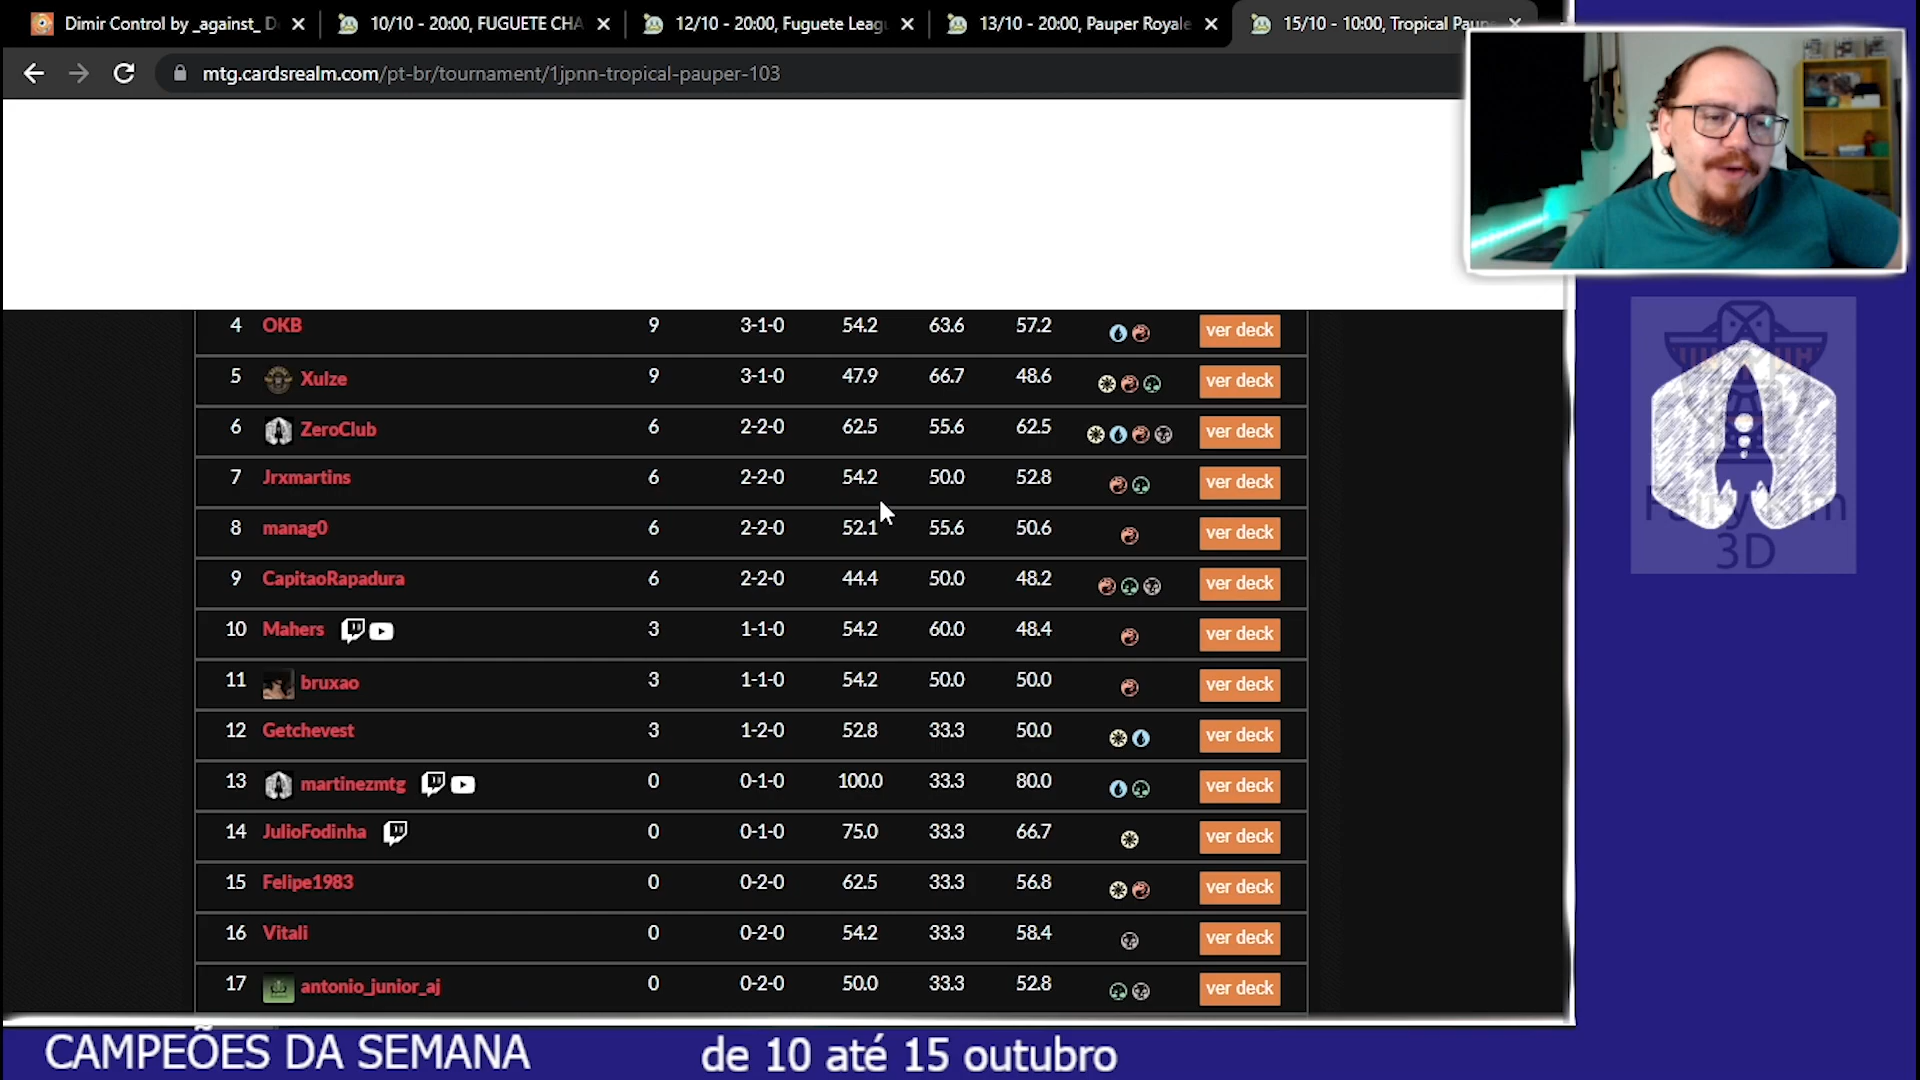 Dimir Control by _against_ D
10/10 - 20:00, FUGUETE CHA
12/10 - 20:00, Fuguete Leagu
13/10 - 20:00, Pauper Royale
15/10 - 10:00, Tropical Paup
mtg.cardsrealm.com/pt-br/tournament/1jpnn-tropical-pauper-103
4 OKB 9 3-1-0 54.2 63.6 57.2 ver deck
5 Xulze 9 3-1-0 47.9 66.7 48.6 ver deck
6 ZeroClub 6 2-2-0 62.5 55.6 62.5 ver deck
7 Jrxmartins 6 2-2-0 54.2 50.0 52.8 ver deck
8 manag0 6 2-2-0 52.1 55.6 50.6 ver deck
9 CapitaoRapadura 6 2-2-0 44.4 50.0 48.2 ver deck
10 Mahers 3 1-1-0 54.2 60.0 48.4 ver deck
11 bruxao 3 1-1-0 54.2 50.0 50.0 ver deck
12 Getchevest 3 1-2-0 52.8 33.3 50.0 ver deck
13 martinezmtg 0 0-1-0 100.0 33.3 80.0 ver deck
14 JulioFodinha 0 0-1-0 75.0 33.3 66.7 ver deck
15 Felipe1983 0 0-2-0 62.5 33.3 56.8 ver deck
16 Vitali 0 0-2-0 54.2 33.3 58.4 ver deck
17 antonio_junior_aj 0 0-2-0 50.0 33.3 52.8 ver deck
3D
CAMPEÕES DA SEMANA
de 10 até 15 outubro